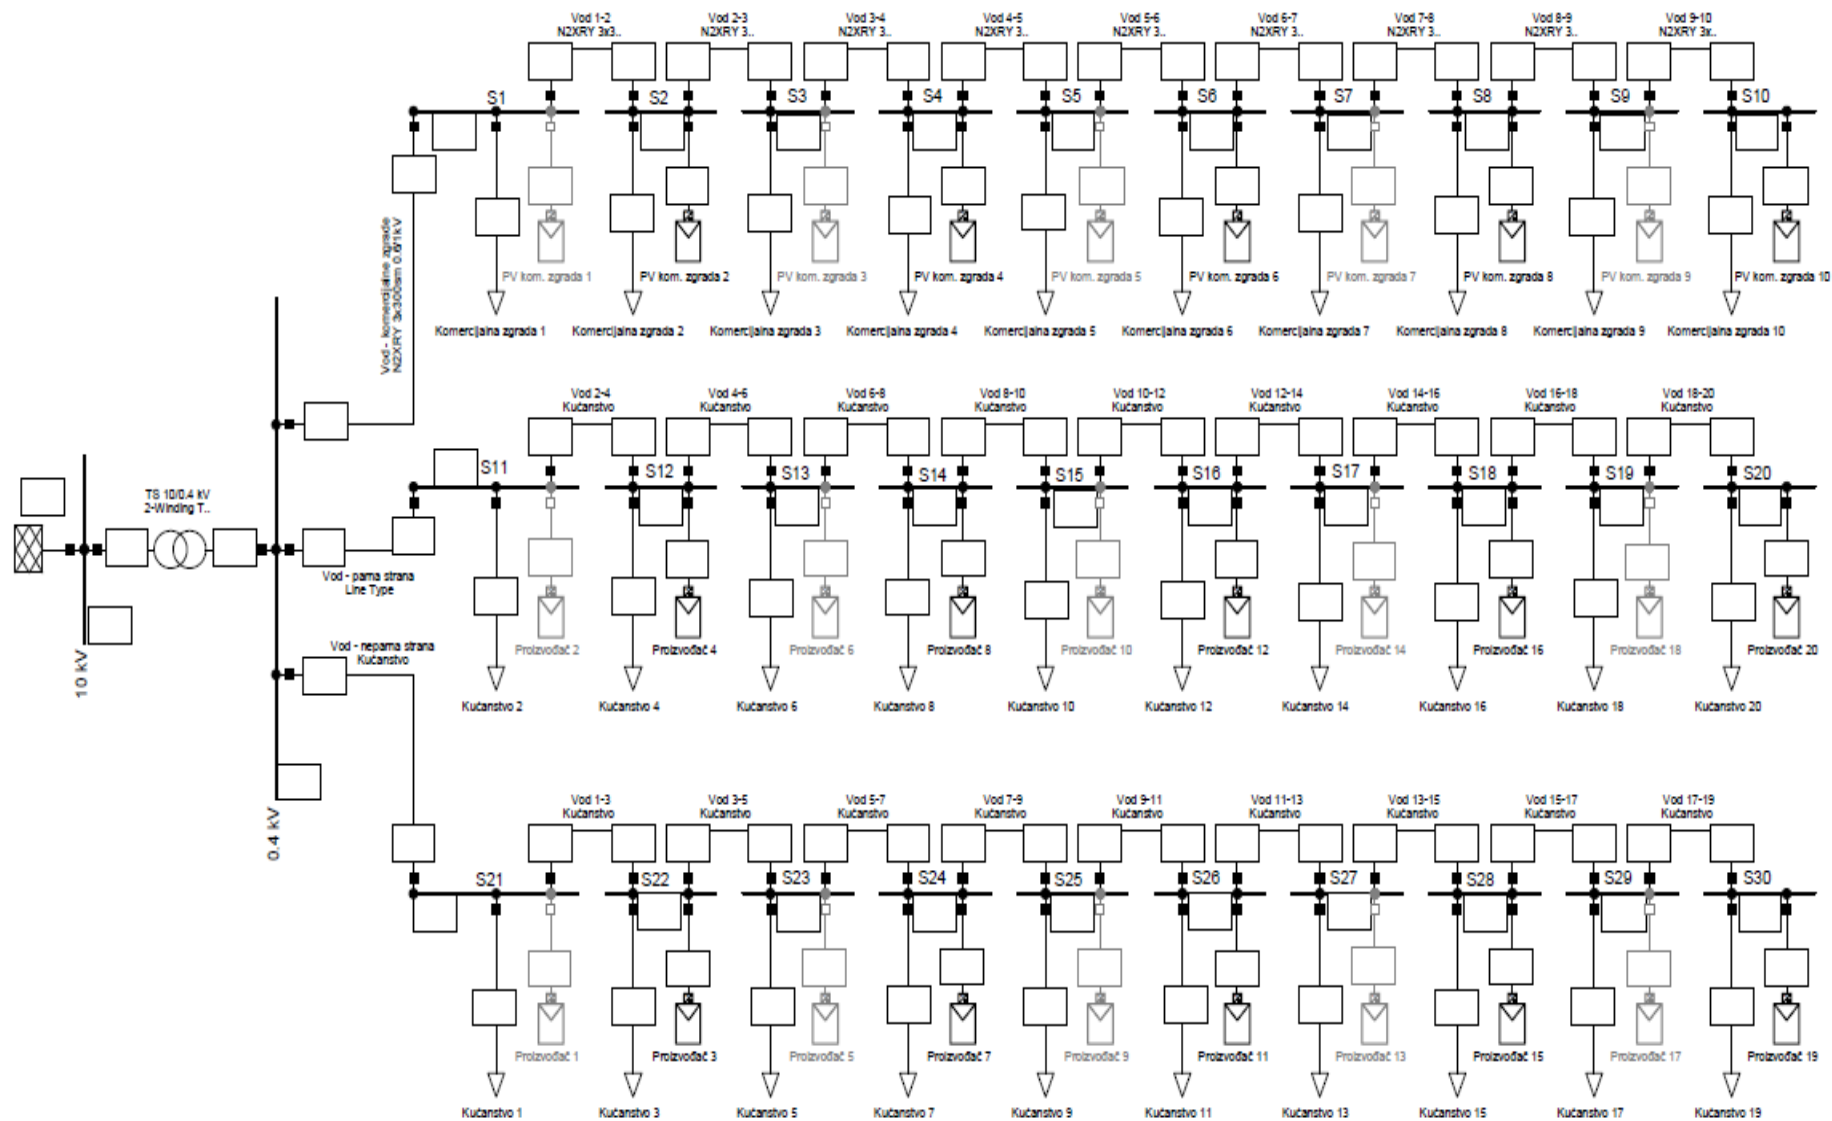 Vod 1-2
N2XRY 3x3..
Vod 2-3
N2XRY 3..
Vod 3-4
N2XRY 3..
Vod 4-5
N2XRY 3..
Vod 5-6
N2XRY 3..
Vod 6-7
N2XRY 3..
Vod 7-8
N2XRY 3..
Vod 8-9
N2XRY 3..
Vod 9-10
N2XRY 3x..
S1
S2
S3
S4
S5
S6
S7
S8
S9
S10
Vod - komercijalne zgrade
N2XRY 3x300sm 0.6/1kV
PV kom. zgrada 1
PV kom. zgrada 2
PV kom. zgrada 3
PV kom. zgrada 4
PV kom. zgrada 5
PV kom. zgrada 6
PV kom. zgrada 7
PV kom. zgrada 8
PV kom. zgrada 9
PV kom. zgrada 10
Komercijalna zgrada 1
Komercijalna zgrada 2
Komercijalna zgrada 3
Komercijalna zgrada 4
Komercijalna zgrada 5
Komercijalna zgrada 6
Komercijalna zgrada 7
Komercijalna zgrada 8
Komercijalna zgrada 9
Komercijalna zgrada 10
Vod 2-4
Kućanstvo
Vod 4-6
Kućanstvo
Vod 6-8
Kućanstvo
Vod 8-10
Kućanstvo
Vod 10-12
Kućanstvo
Vod 12-14
Kućanstvo
Vod 14-16
Kućanstvo
Vod 16-18
Kućanstvo
Vod 18-20
Kućanstvo
S11
S12
S13
S14
S15
S16
S17
S18
S19
S20
TS 10/0.4 kV
2-Winding T..
Vod - parna strana
Line Type
10 kV
Proizvođač 2
Proizvođač 4
Proizvođač 6
Proizvođač 8
Proizvođač 10
Proizvođač 12
Proizvođač 14
Proizvođač 16
Proizvođač 18
Proizvođač 20
Vod - neparna strana
Kućanstvo
Kućanstvo 2
Kućanstvo 4
Kućanstvo 6
Kućanstvo 8
Kućanstvo 10
Kućanstvo 12
Kućanstvo 14
Kućanstvo 16
Kućanstvo 18
Kućanstvo 20
0.4 kV
Vod 1-3
Kućanstvo
Vod 3-5
Kućanstvo
Vod 5-7
Kućanstvo
Vod 7-9
Kućanstvo
Vod 9-11
Kućanstvo
Vod 11-13
Kućanstvo
Vod 13-15
Kućanstvo
Vod 15-17
Kućanstvo
Vod 17-19
Kućanstvo
S21
S22
S23
S24
S25
S26
S27
S28
S29
S30
Proizvođač 1
Proizvođač 3
Proizvođač 5
Proizvođač 7
Proizvođač 9
Proizvođač 11
Proizvođač 13
Proizvođač 15
Proizvođač 17
Proizvođač 19
Kućanstvo 1
Kućanstvo 3
Kućanstvo 5
Kućanstvo 7
Kućanstvo 9
Kućanstvo 11
Kućanstvo 13
Kućanstvo 15
Kućanstvo 17
Kućanstvo 19